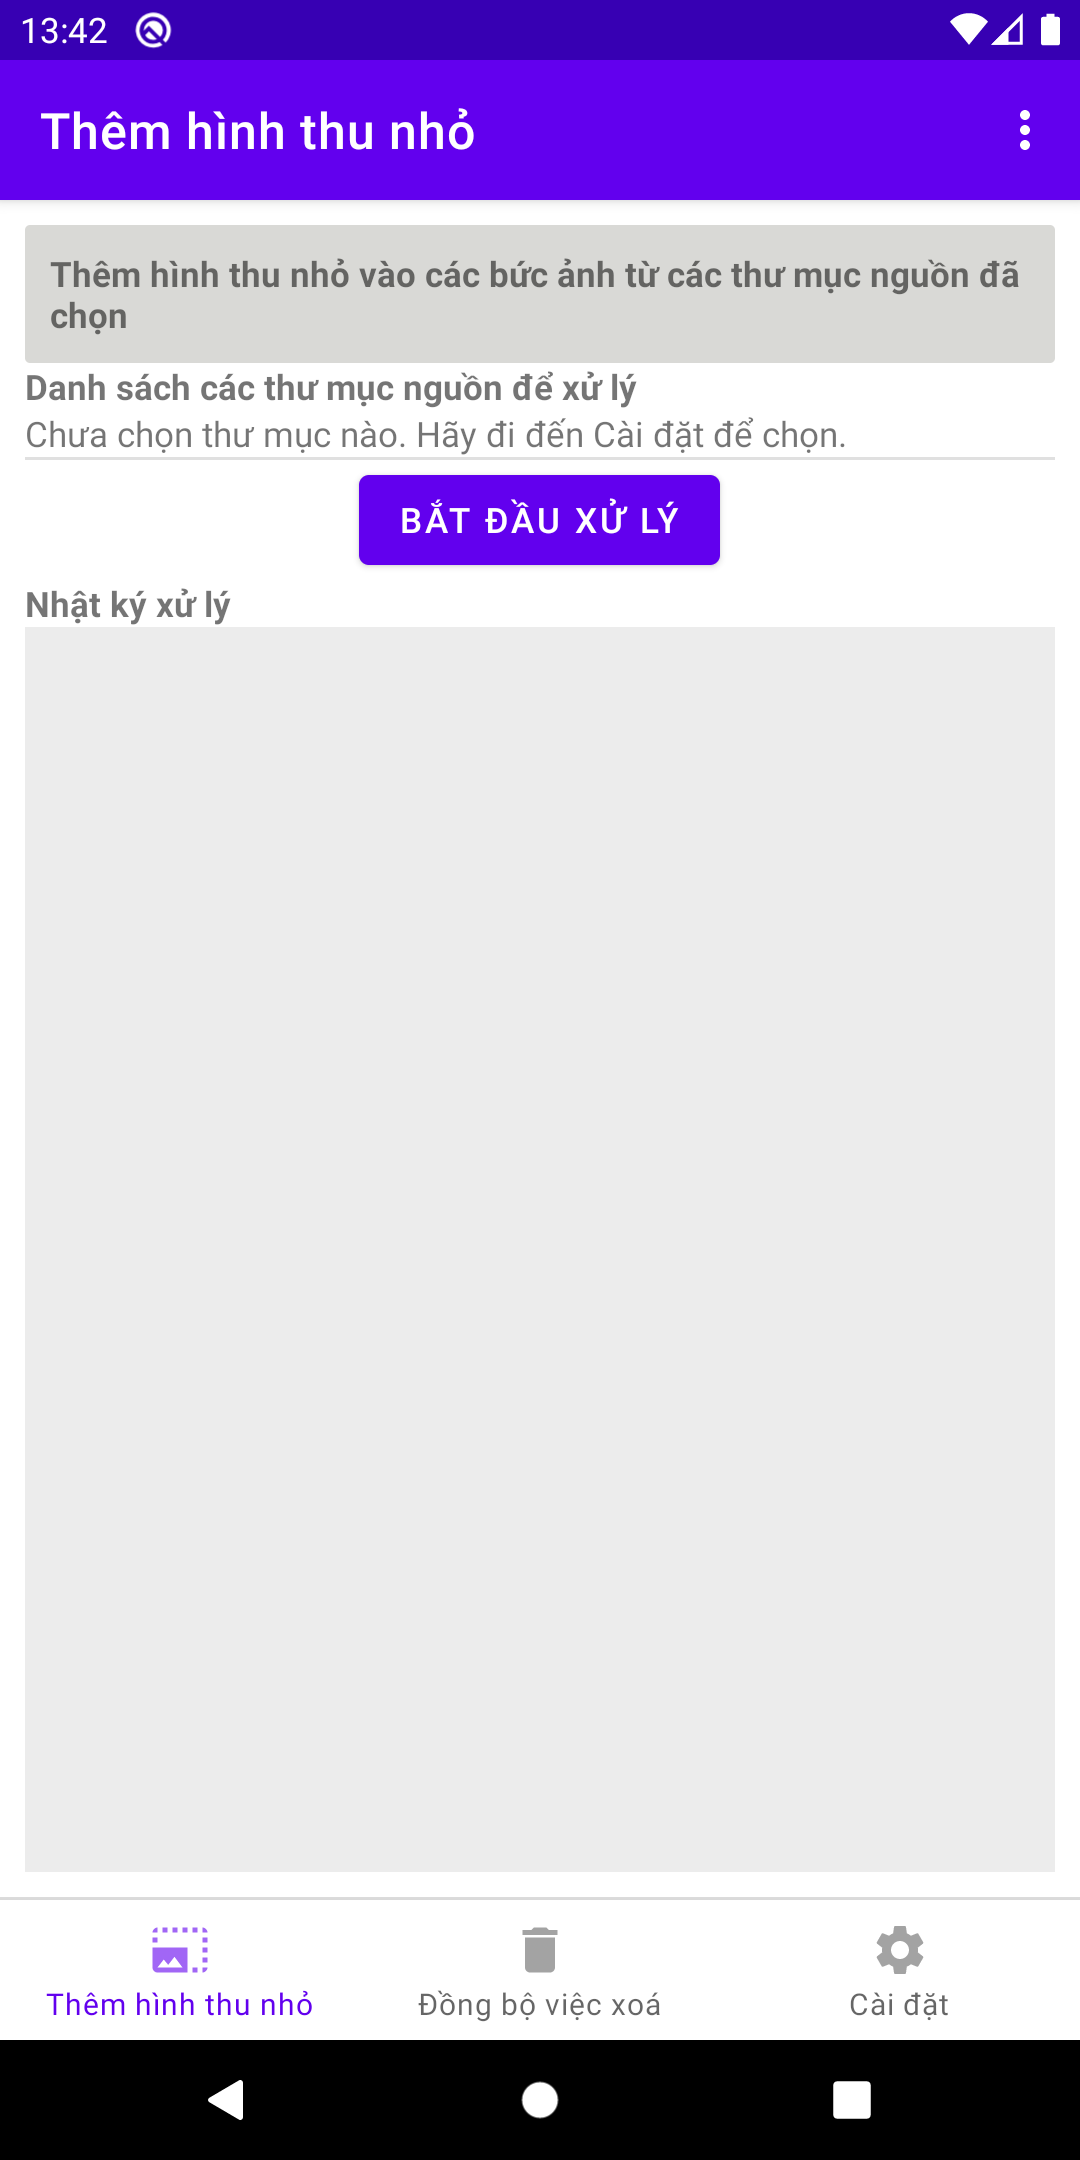 13:42
Thêm hình thu nhỏ
Thêm hình thu nhỏ vào các bức ảnh từ các thư mục nguồn đã
chọn
Danh sách các thư mục nguồn để xử lý
Chưa chọn thư mục nào. Hãy đi đến Cài đặt để chọn.
BẮT ĐẦU XỬ LÝ
Nhật ký xử lý
Thêm hình thu nhỏ
Đồng bộ việc xoá
Cài đặt